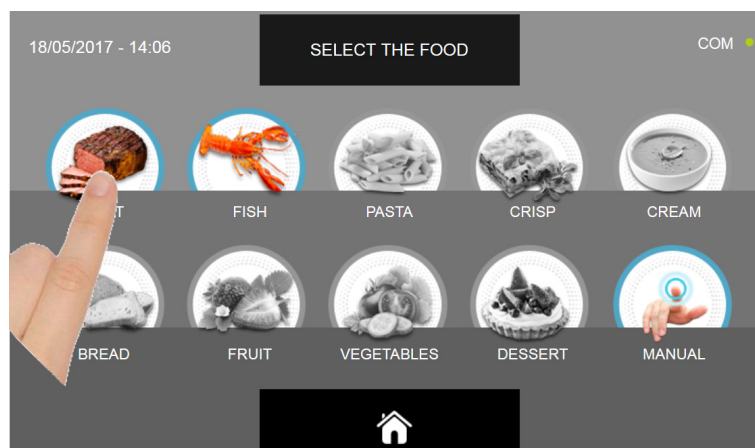 18/05/2017 - 14:06
SELECT THE FOOD
COM
FISH
PASTA
CRISP
CREAM
BREAD
FRUIT
VEGETABLES
DESSERT
MANUAL